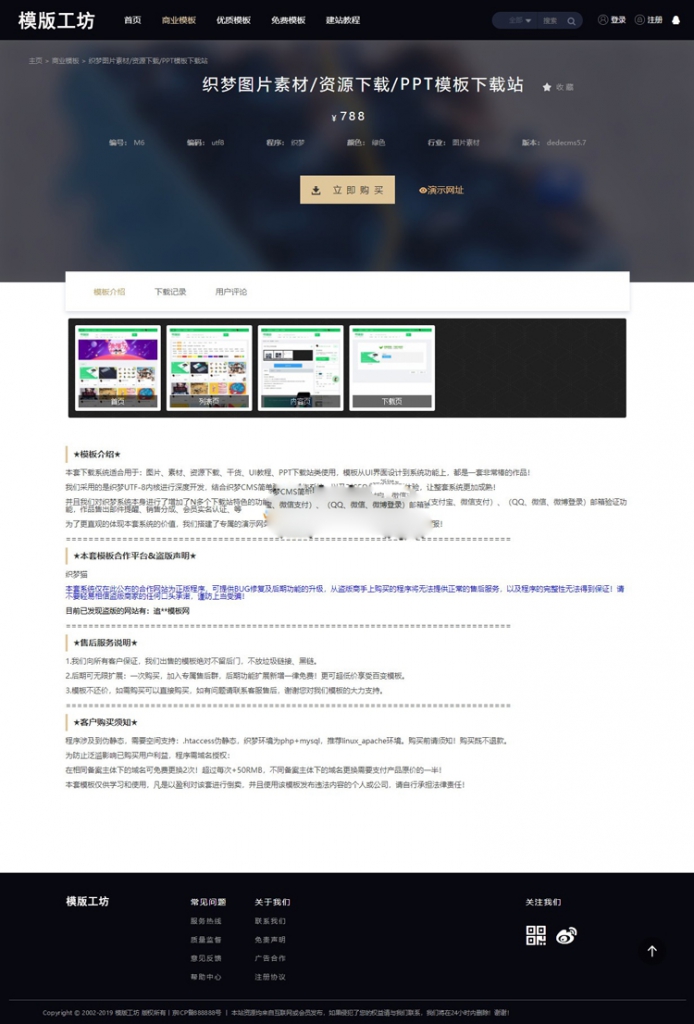 模版工坊
首页 商业模板 优质模板 免费模板 建站教程
全部 搜索
登录 注册
主页 > 商业模板 > 织梦图片素材/资源下载/PPT模板下载站
织梦图片素材/资源下载/PPT模板下载站
收藏
¥788
编号： M6 编码： utf8 程序： 织梦 颜色： 绿色 行业： 图片素材 版本： dedecms5.7
立即购买
演示网址
模板介绍 下载记录 用户评论
首页 列表页 内容页 下载页
★模板介绍★
本套下载系统适合用于：图片、素材、资源下载、干货、UI教程、PPT下载站类使用，模板从UI界面设计到系统功能上，都是一套非常棒的作品！
我们采用的是织梦UTF-8内核进行深度开发，结合织梦CMS简单
体验，让整套系统更加成熟！
并且我们对织梦系统本身进行了增加了N多个下载站特色的功能
（支付宝、微信支付）、（QQ、微信、微博登录）邮箱验证功
能、作品售出邮件提醒、销售分成、会员实名认证、等
为了更直观的体现本套系统的价值，我们搭建了专属的演示网
==========
★本套模板合作平台&盗版声明★
织梦猫
本套系统仅在此公布的合作网站为正版程序，可提供BUG修复及后期功能的升级，从盗版商手上购买的程序将无法提供正常的售后服务，以及程序的完整性无法得到保证！请
不要轻易相信盗版商家的任何口头承诺，谨防上当受骗！
目前已发现盗版的网站有：追**模板网
==========
★售后服务说明★
1.我们向所有客户保证，我们出售的模板绝对不留后门，不放垃圾链接、黑链。
2.后期可无限扩展：一次购买，加入专属售后群，后期功能扩展新增一律免费！更可超低价享受百变模板。
3.模板不还价，如需购买可以直接购买，如有问题请联系客服售后，谢谢您对我们模板的大力支持。
==========
★客户购买须知★
程序涉及到伪静态，需要空间支持：.htaccess伪静态，织梦环境为php+mysql，推荐linux_apache环境。购买前请须知！购买既不退款。
为防止泛滥影响已购买用户利益，程序需域名授权：
在相同备案主体下的域名可免费更换2次！超过每次+50RMB，不同备案主体下的域名更换需要支付产品原价的一半！
本套模板仅供学习和使用，凡是以盈利对该套进行倒卖，并且使用该模板发布违法内容的个人或公司，请自行承担法律责任！
模版工坊
常见问题 关于我们 关注我们
服务热线 联系我们
质量监督 免责声明
意见反馈 广告合作
帮助中心 注册协议
Copyright © 2002-2019 模版工坊 版权所有 | 京ICP备888888号 | 本站资源均来自互联网或会员发布，如果侵犯了您的权益请与我们联系，我们将在24小时内删除！谢谢！